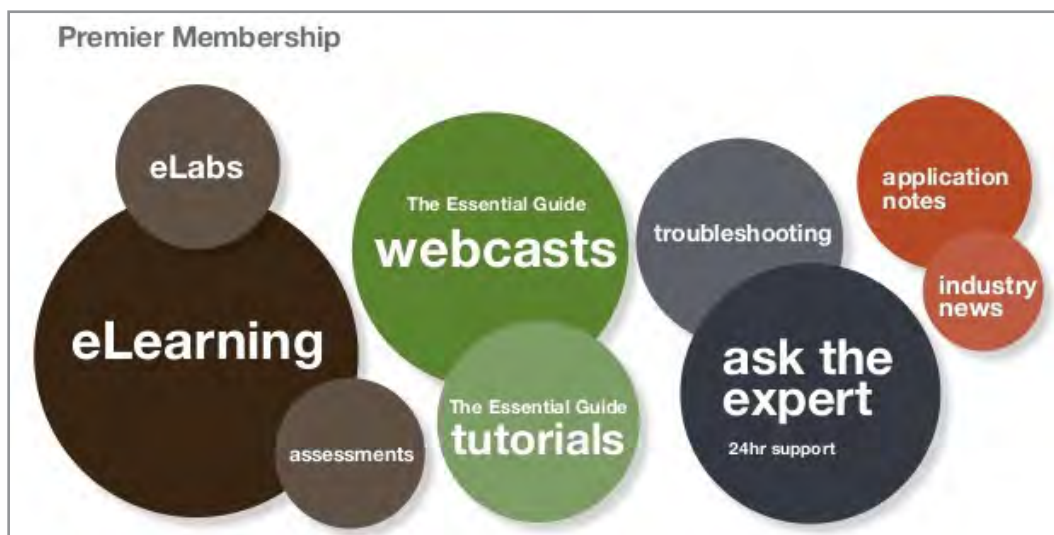 Premier Membership
eLabs
eLearning
assessments
The Essential Guide
webcasts
The Essential Guide
tutorials
troubleshooting
ask the
expert
24hr support
application
notes
industry
news